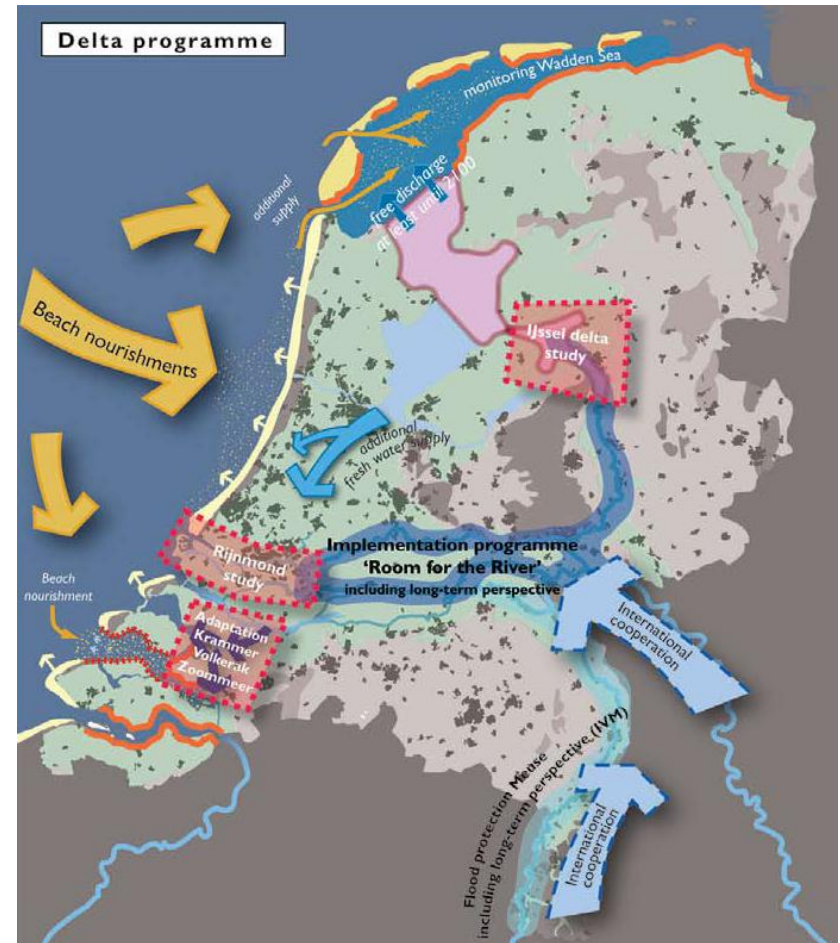 Delta programme
monitoring Wadden Sea
additional
supply
free discharge
at least until 2100
Beach nourishments
IJssel delta
study
additional
fresh water supply
Rijnmond
study
Implementation programme
‘Room for the River’
including long-term perspective
Beach
nourishment
Adaptation
Krammer
Volkerak
Zoommeer
International
cooperation
Flood protection Meuse
including long-term perspective (IVM)
International
cooperation